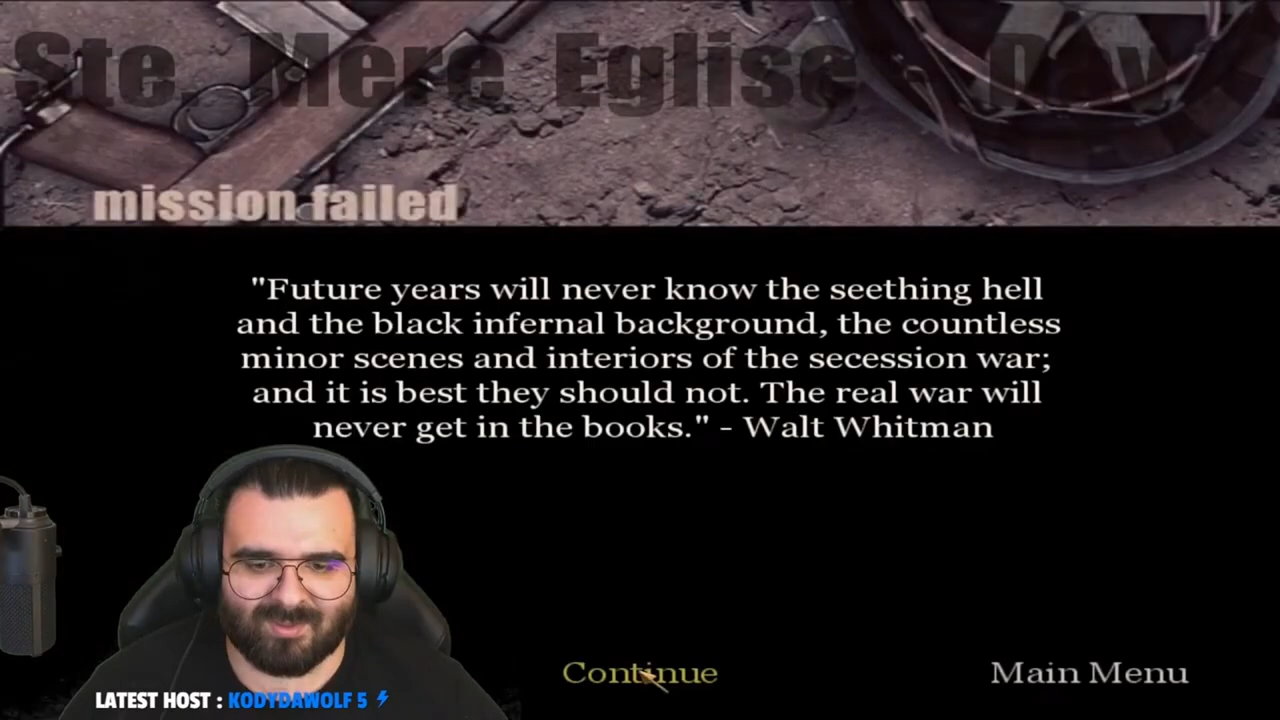 Ste. Mere Eglise - Day
mission failed
"Future years will never know the seething hell
and the black infernal background, the countless
minor scenes and interiors of the secession war;
and it is best they should not. The real war will
never get in the books." - Walt Whitman
Continue
Main Menu
LATEST HOST : KODYDAWOLF 5